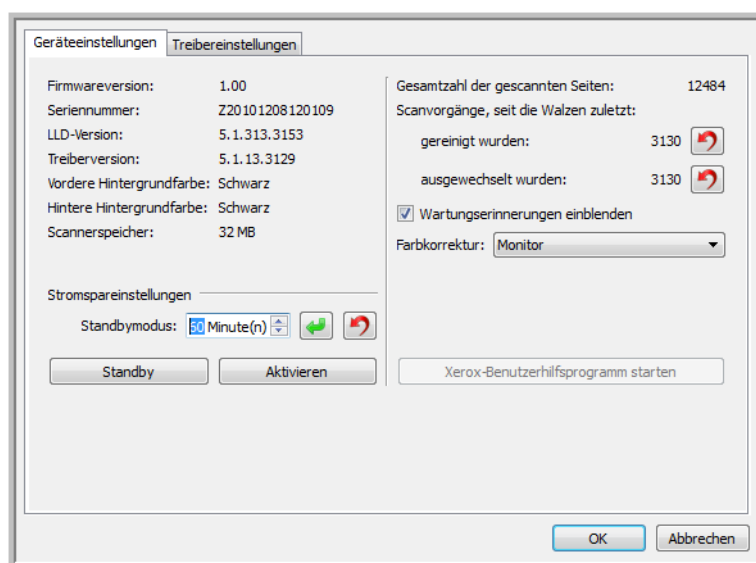 Geräteeinstellungen
Treibereinstellungen
Firmwareversion: 1.00
Seriennummer: Z20101208120109
LLD-Version: 5.1.313.3153
Treiberversion: 5.1.13.3129
Vordere Hintergrundfarbe: Schwarz
Hintere Hintergrundfarbe: Schwarz
Scannerspeicher: 32 MB
Stromspareinstellungen
Standbymodus: 60 Minute(n)
Standby
Aktivieren
Gesamtzahl der gescannten Seiten: 12484
Scanvorgänge, seit die Walzen zuletzt:
gereinigt wurden: 3130
ausgewechselt wurden: 3130
Wartungserinnerungen einblenden
Farbkorrektur: Monitor
Xerox-Benutzerhilfsprogramm starten
OK
Abbrechen